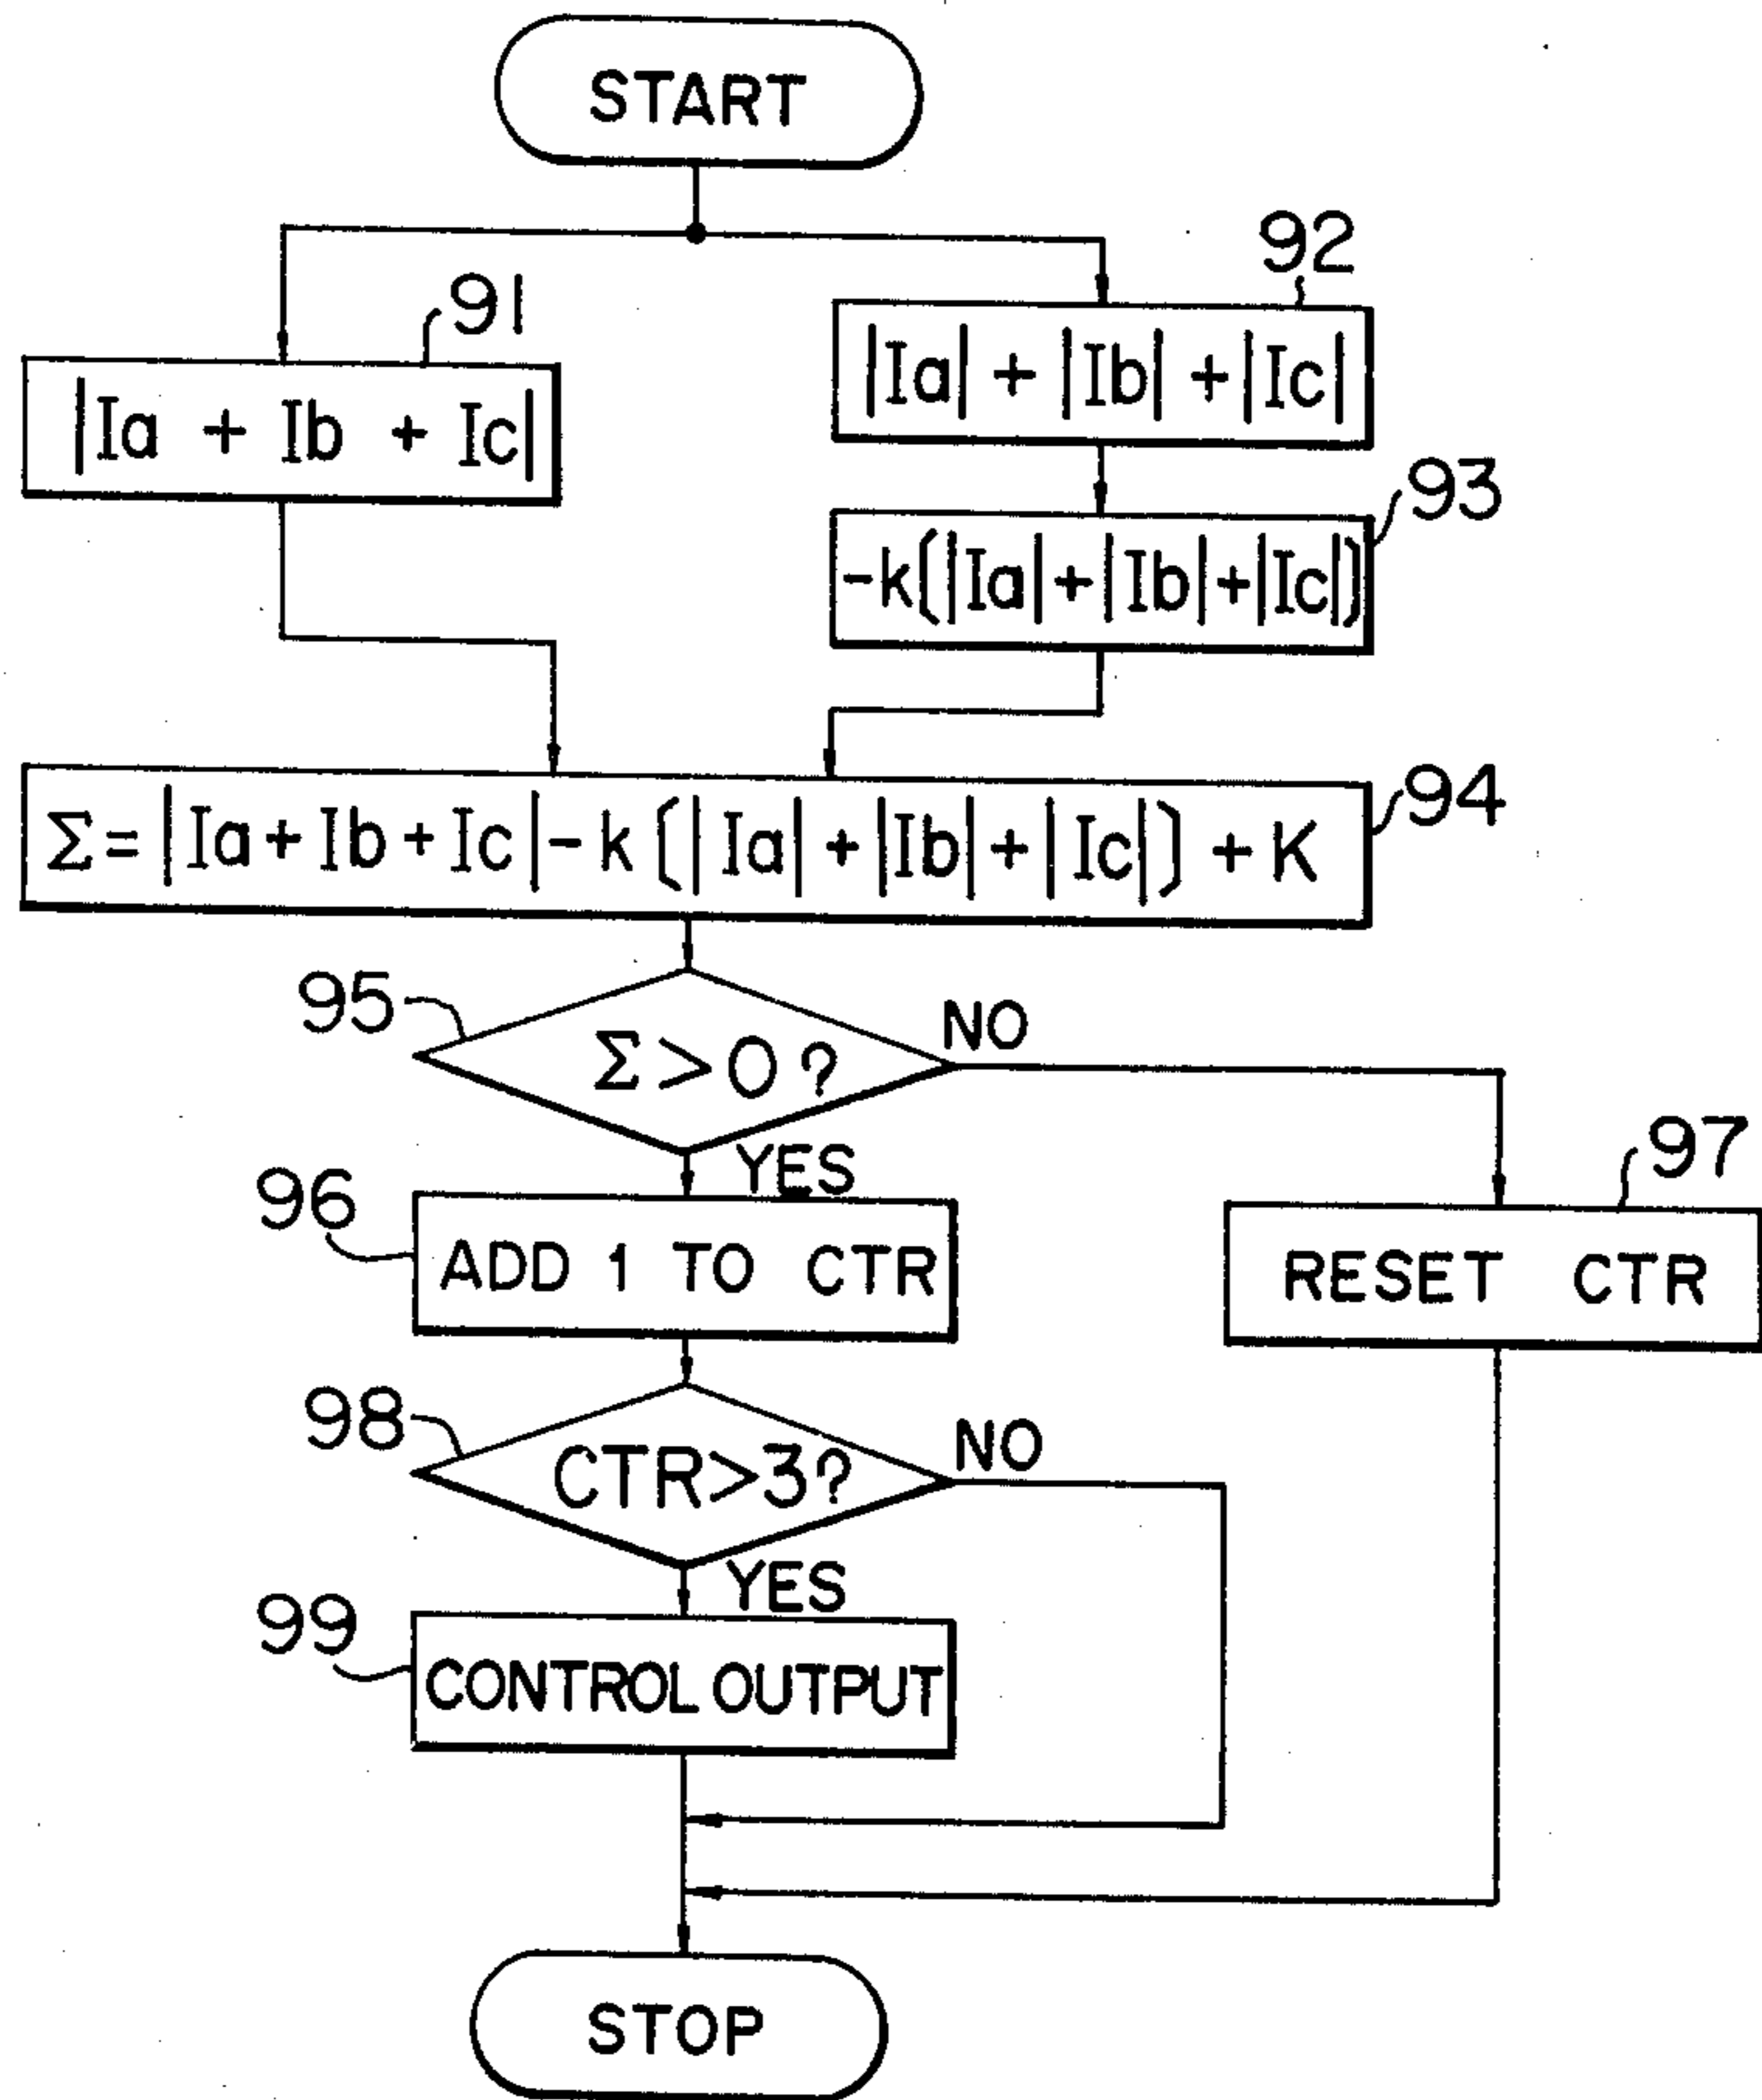 START
92
91
|Ia| + |Ib| + |Ic|
|Ia + Ib + Ic|
93
-k(|Ia|+|Ib|+|Ic|)
94
Σ=|Ia+Ib+Ic|-k(|Ia|+|Ib|+|Ic|)+K
95
NO
Σ>0?
YES
97
96
ADD 1 TO CTR
RESET CTR
98
NO
CTR>3?
YES
99
CONTROL OUTPUT
STOP